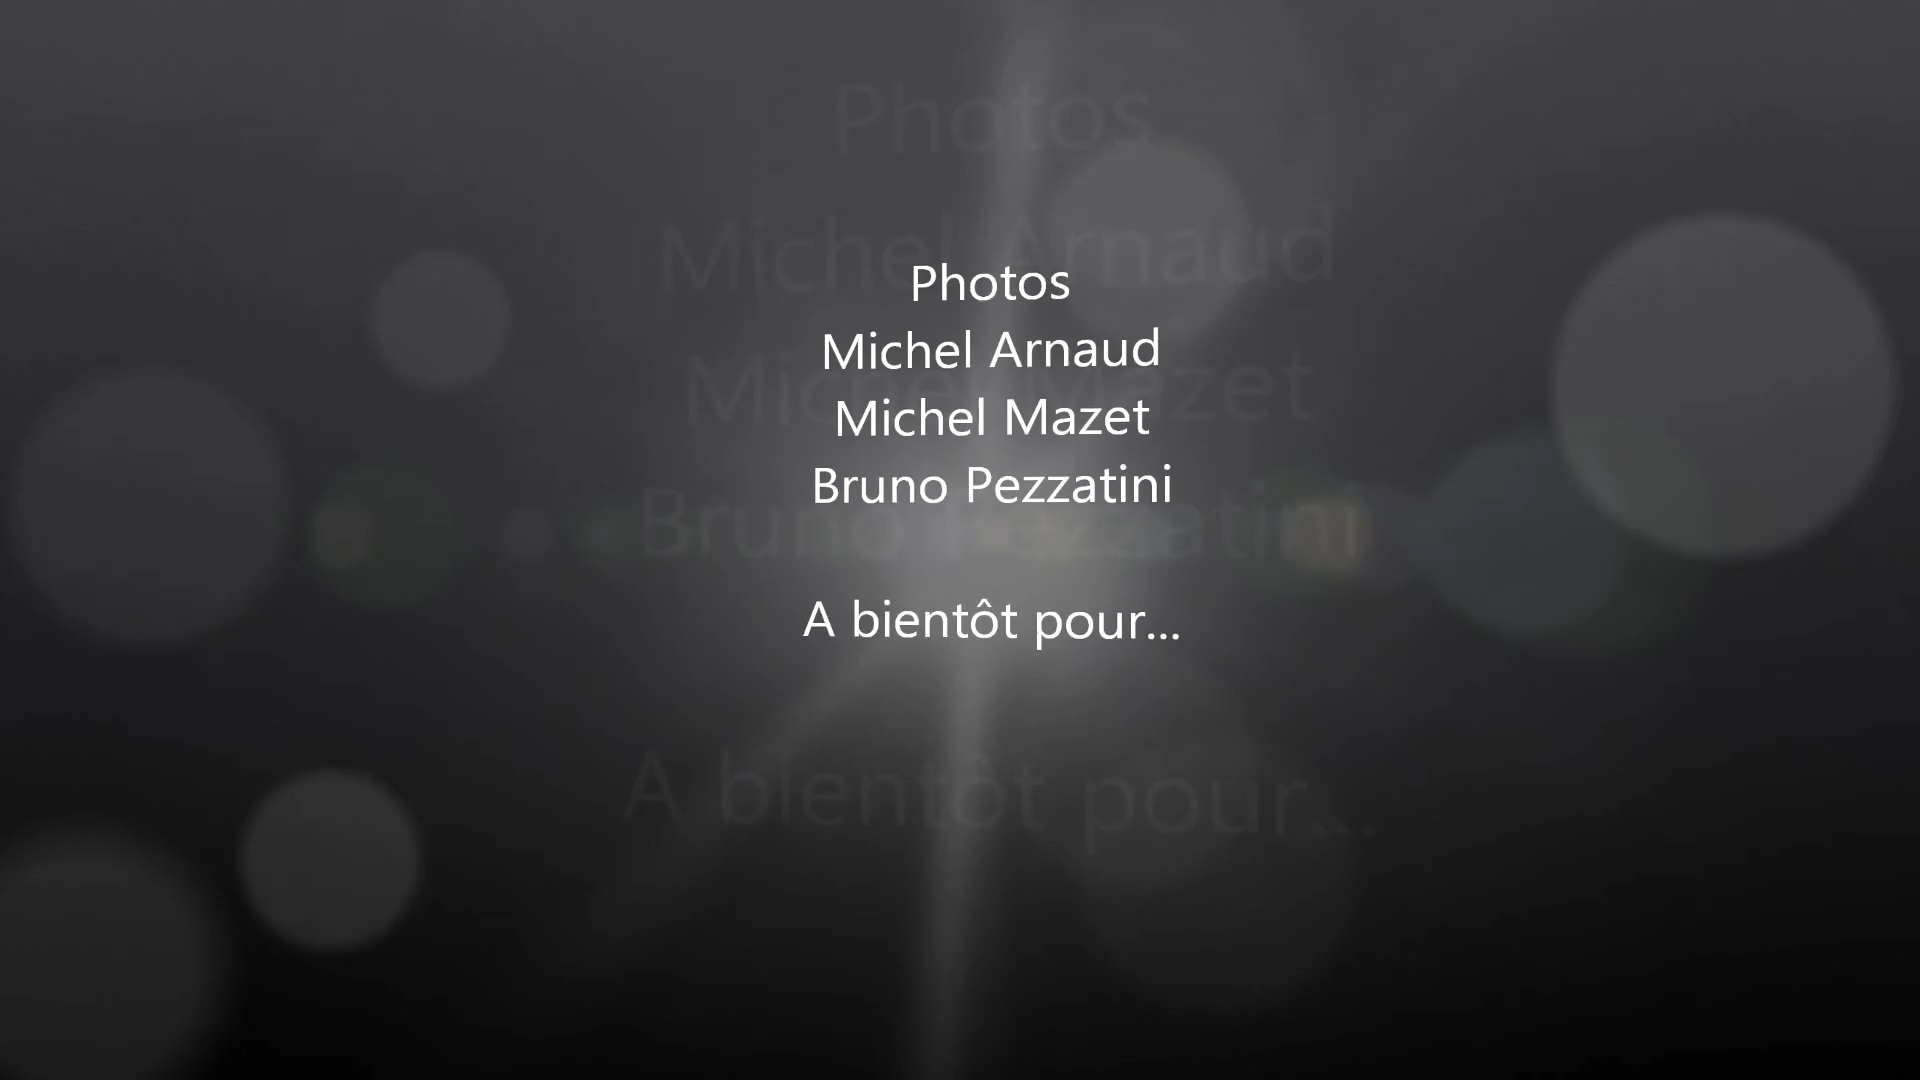 Photos
Michel Arnaud
Michel Mazet
Bruno Pezzatini
A bientôt pour...